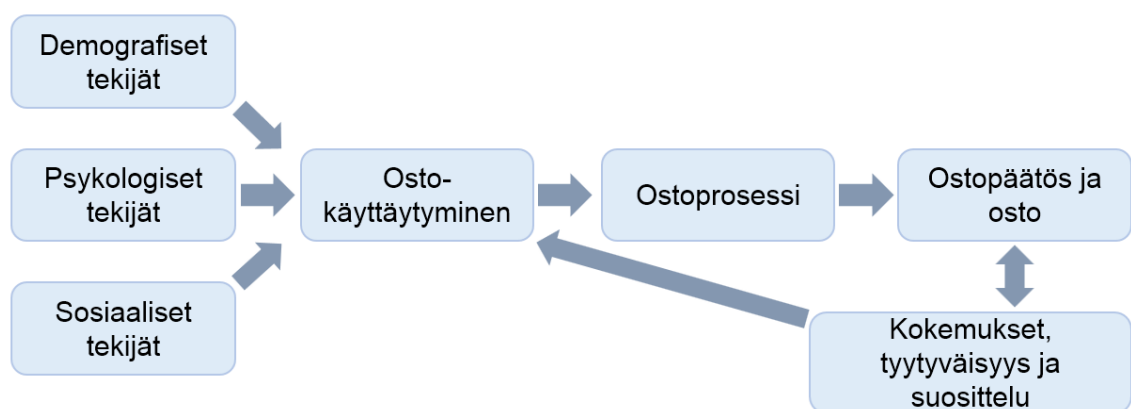 Demografiset
tekijät
Psykologiset
tekijät
Sosiaaliset
tekijät
Osto-
käyttäytyminen
Ostoprosessi
Ostopäätös ja
osto
Kokemukset,
tyytyväisyys ja
suosittelu